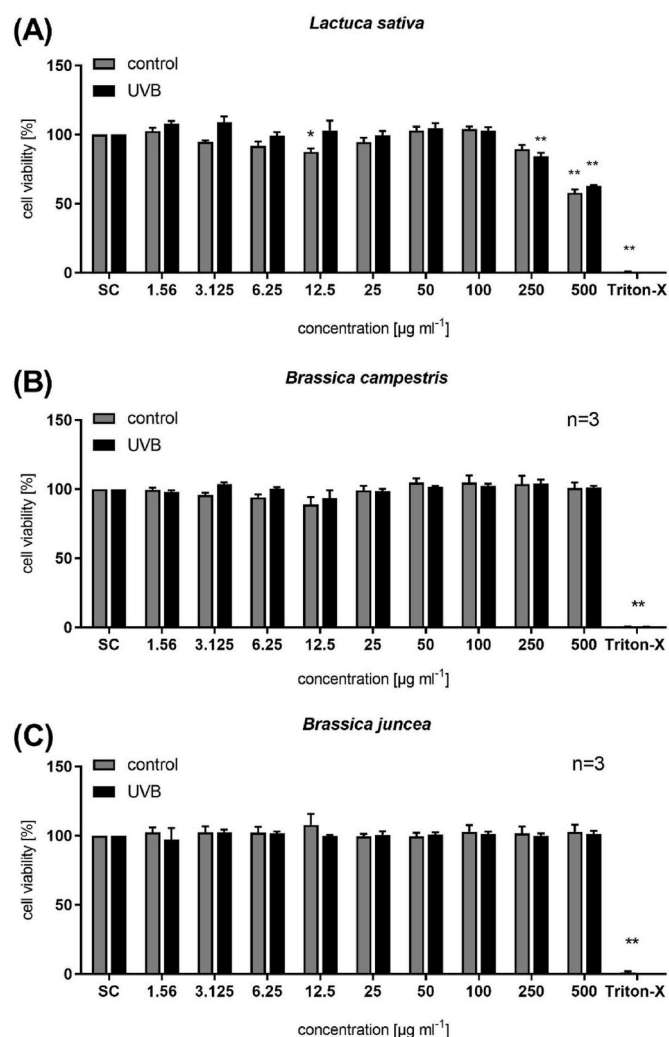 (A)
Lactuca sativa
control
UVB
cell viability [%]
150
100
50
0
*
**
** **
**
SC 1.56 3.125 6.25 12.5 25 50 100 250 500 Triton-X
concentration [µg ml⁻¹]
(B)
Brassica campestris
control
UVB
n=3
cell viability [%]
150
100
50
0
**
SC 1.56 3.125 6.25 12.5 25 50 100 250 500 Triton-X
concentration [µg ml⁻¹]
(C)
Brassica juncea
control
UVB
n=3
cell viability [%]
150
100
50
0
**
SC 1.56 3.125 6.25 12.5 25 50 100 250 500 Triton-X
concentration [µg ml⁻¹]